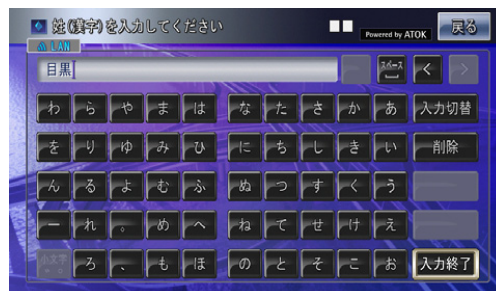 姓(漢字)を入力してください Powered by ATOK 戻る
LAN
目黒 スペース < >
わ ら や ま は な た さ か あ 入力切替
を り ゆ み ひ に ち し き い 削除
ん る よ む ふ ぬ つ す く う
ー れ 。 め へ ね て せ け え
小文字 ろ 、 も ほ の と そ こ お 入力終了